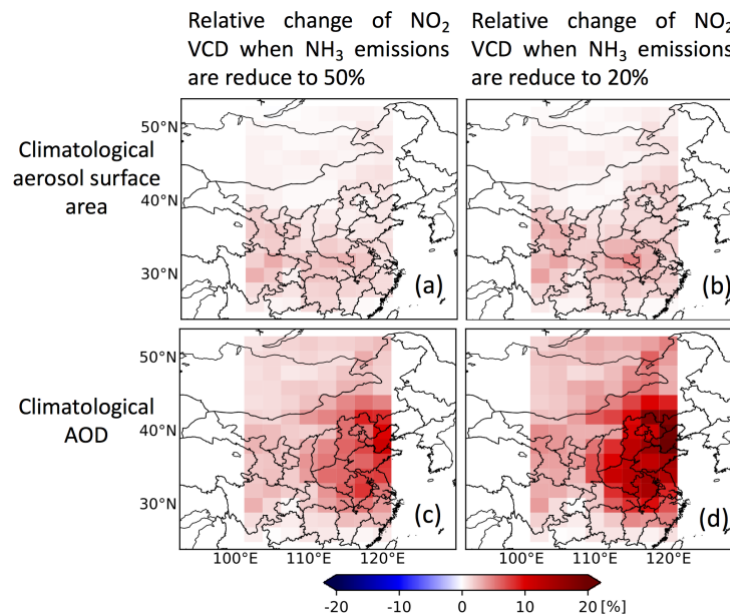 Relative change of NO2
VCD when NH3 emissions
are reduce to 50%
Relative change of NO2
VCD when NH3 emissions
are reduce to 20%
Climatological
aerosol surface
area
50°N
40°N
30°N
(a)
(b)
Climatological
AOD
50°N
40°N
30°N
(c)
(d)
100°E 110°E 120°E
100°E 110°E 120°E
-20 -10 0 10 20 [%]